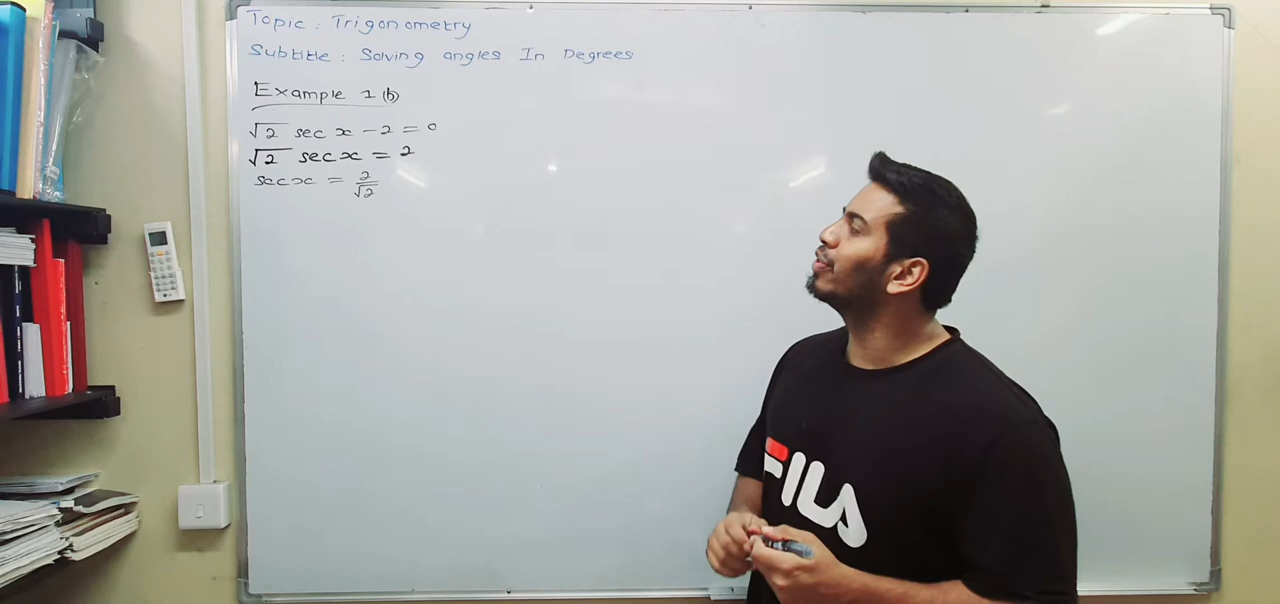 Topic : Trigonometry
Subtitle : Solving angles In Degrees
Example 1 (b)
√2 sec x - 2 = 0
√2 sec x = 2
sec x = 2/√2
FILA